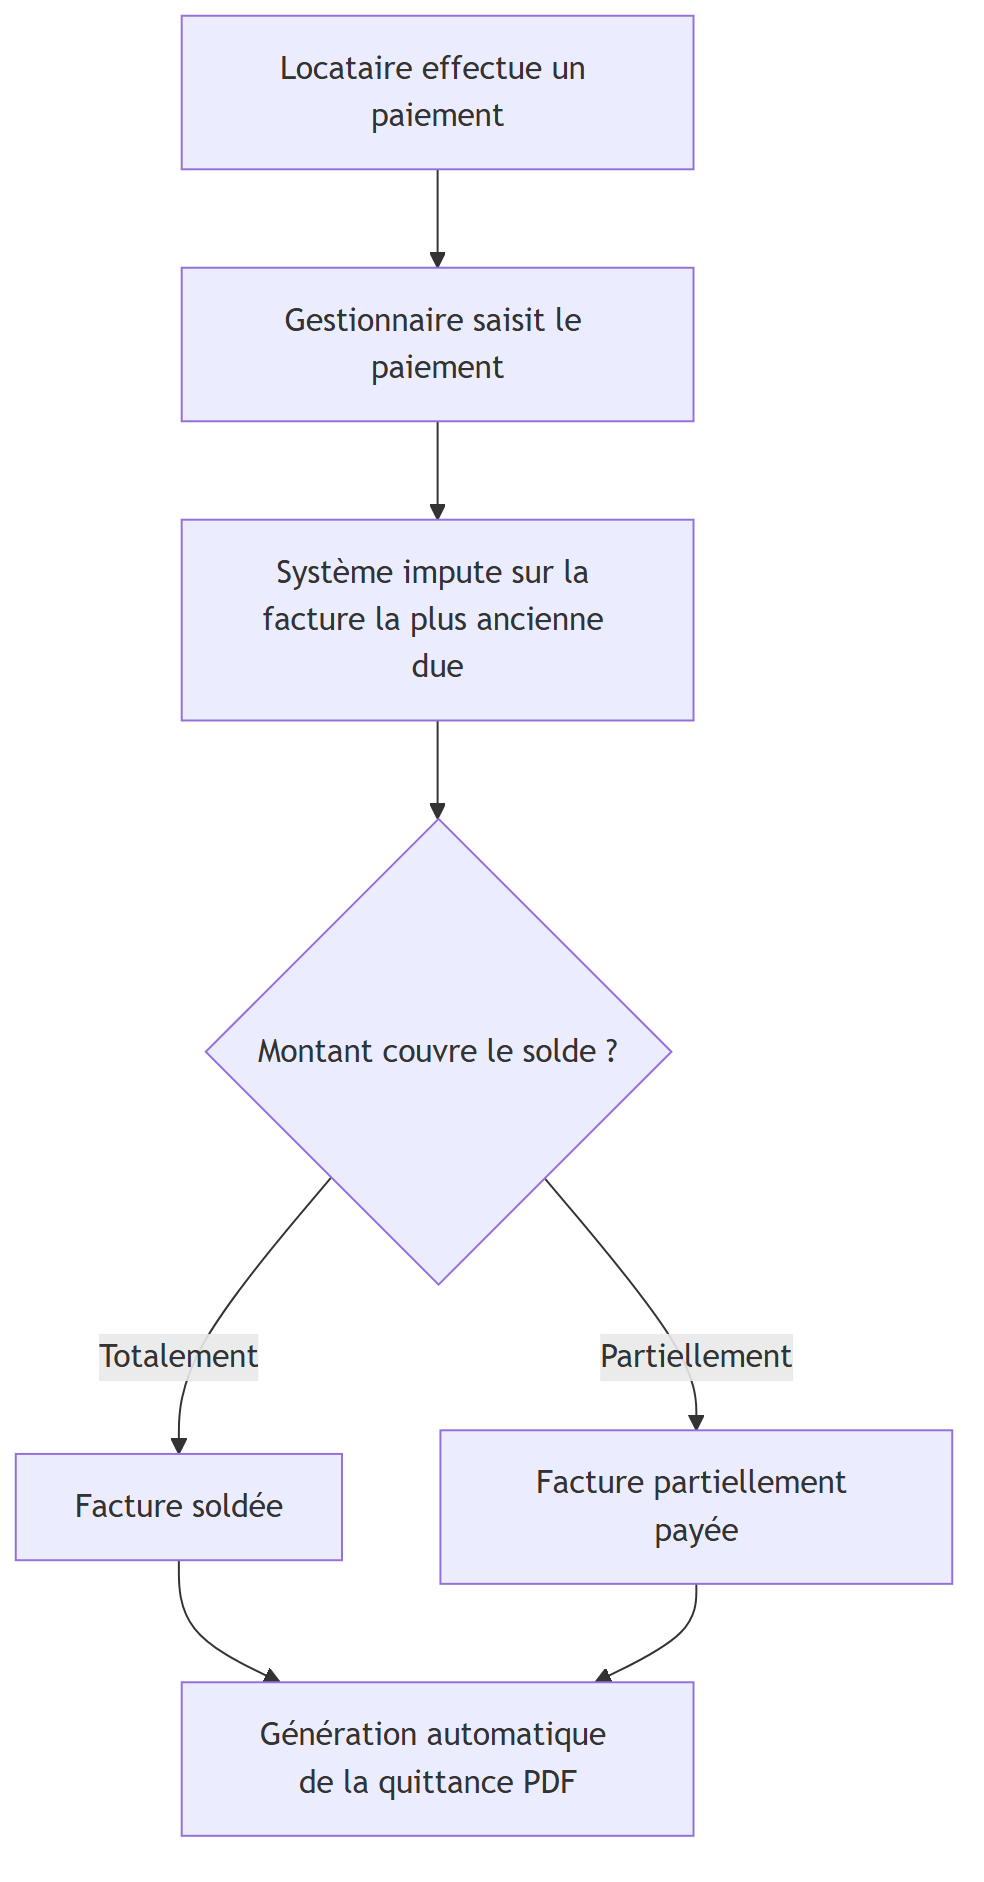 Locataire effectue un
paiement
Gestionnaire saisit le
paiement
Système impute sur la
facture la plus ancienne
due
Montant couvre le solde ?
Totalement
Partiellement
Facture soldée
Facture partiellement
payée
Génération automatique
de la quittance PDF